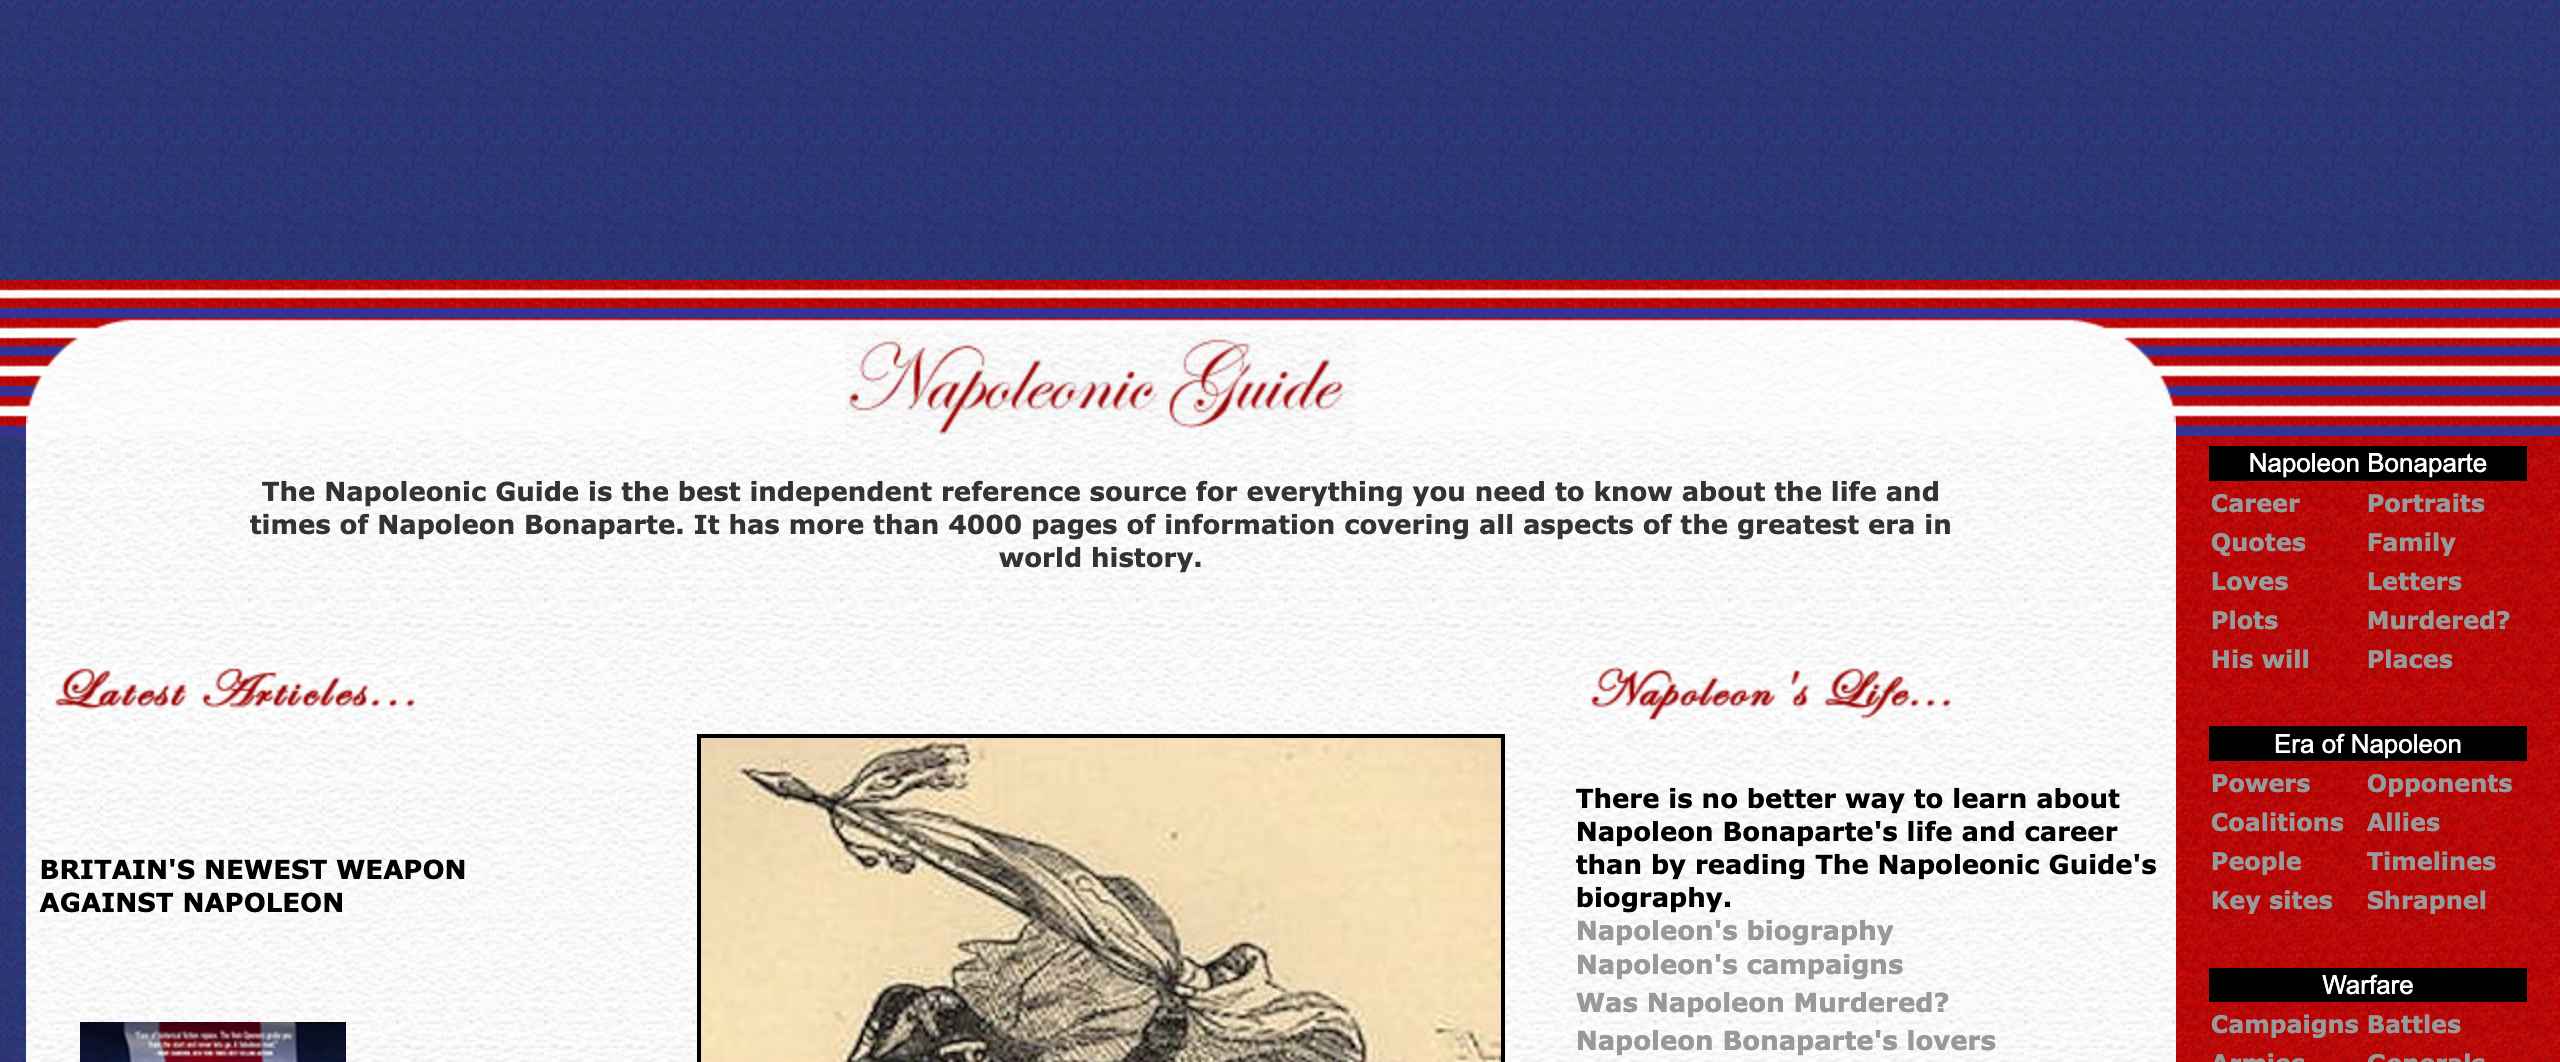 Napoleonic Guide
The Napoleonic Guide is the best independent reference source for everything you need to know about the life and
times of Napoleon Bonaparte. It has more than 4000 pages of information covering all aspects of the greatest era in
world history.
Latest Articles...
BRITAIN'S NEWEST WEAPON
AGAINST NAPOLEON
Napoleon's Life...
There is no better way to learn about
Napoleon Bonaparte's life and career
than by reading The Napoleonic Guide's
biography.
Napoleon's biography
Napoleon's campaigns
Was Napoleon Murdered?
Napoleon Bonaparte's lovers
Napoleon Bonaparte
Career Portraits
Quotes Family
Loves Letters
Plots Murdered?
His will Places
Era of Napoleon
Powers Opponents
Coalitions Allies
People Timelines
Key sites Shrapnel
Warfare
Campaigns Battles